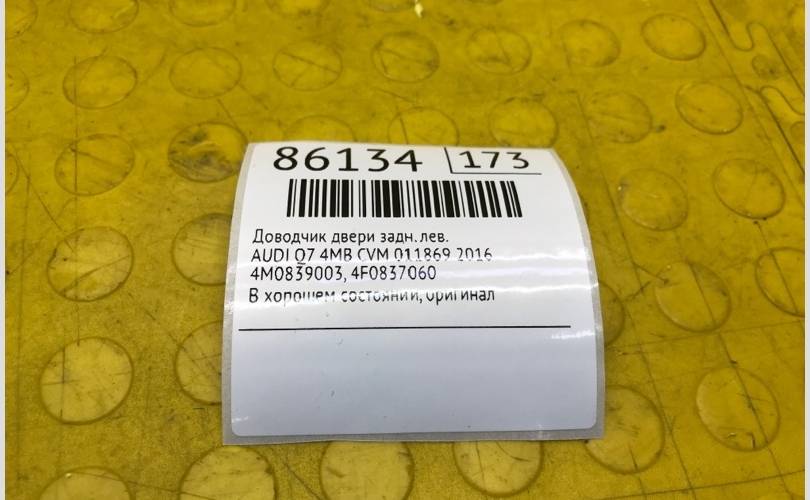 86134 173
Доводчик двери задн.лев.
AUDI Q7 4MB CVM 011869 2016
4M0839003, 4F0837060
В хорошем состоянии, оригинал